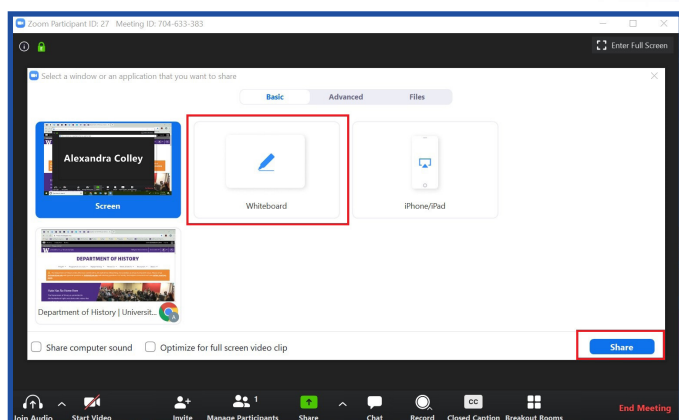 Zoom Participant ID: 27 Meeting ID: 704-633-383
Enter Full Screen
Select a window or an application that you want to share
Basic Advanced Files
Alexandra Colley
Screen
Whiteboard
iPhone/iPad
DEPARTMENT OF HISTORY
Department of History | Universit...
Share computer sound Optimize for full screen video clip
Share
Join Audio Start Video Invite Manage Participants 1 Share Chat Record CC Closed Caption Breakout Rooms End Meeting